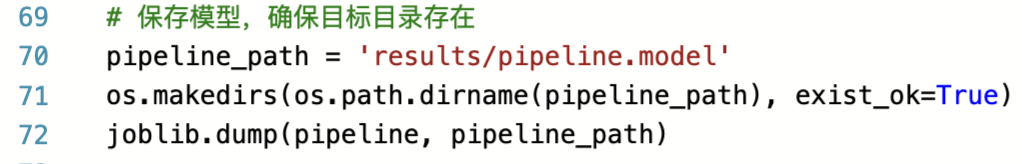 69 # 保存模型，确保目标目录存在
70 pipeline_path = 'results/pipeline.model'
71 os.makedirs(os.path.dirname(pipeline_path), exist_ok=True)
72 joblib.dump(pipeline, pipeline_path)